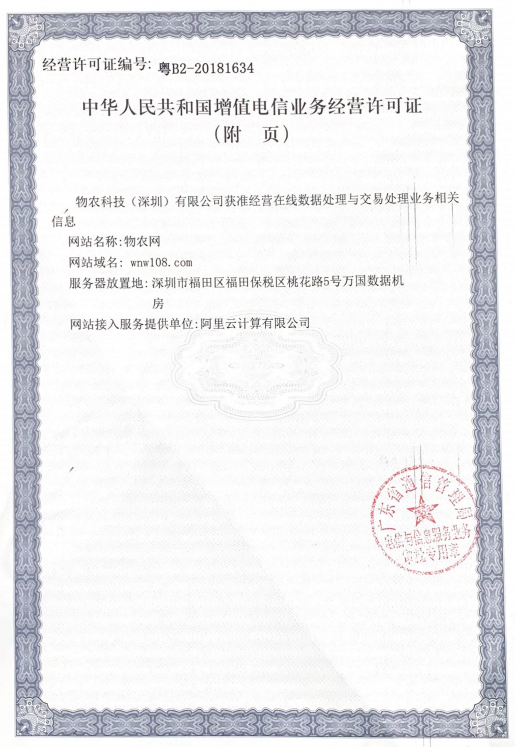 经营许可证编号: 粤B2-20181634
中华人民共和国增值电信业务经营许可证
（附 页）
物农科技（深圳）有限公司获准经营在线数据处理与交易处理业务相关
信息
网站名称:物农网
网站域名: wnw108.com
服务器放置地: 深圳市福田区福田保税区桃花路5号万国数据机
房
网站接入服务提供单位:阿里云计算有限公司
广东省通信管理局
电信与信息服务业务
审批专用章